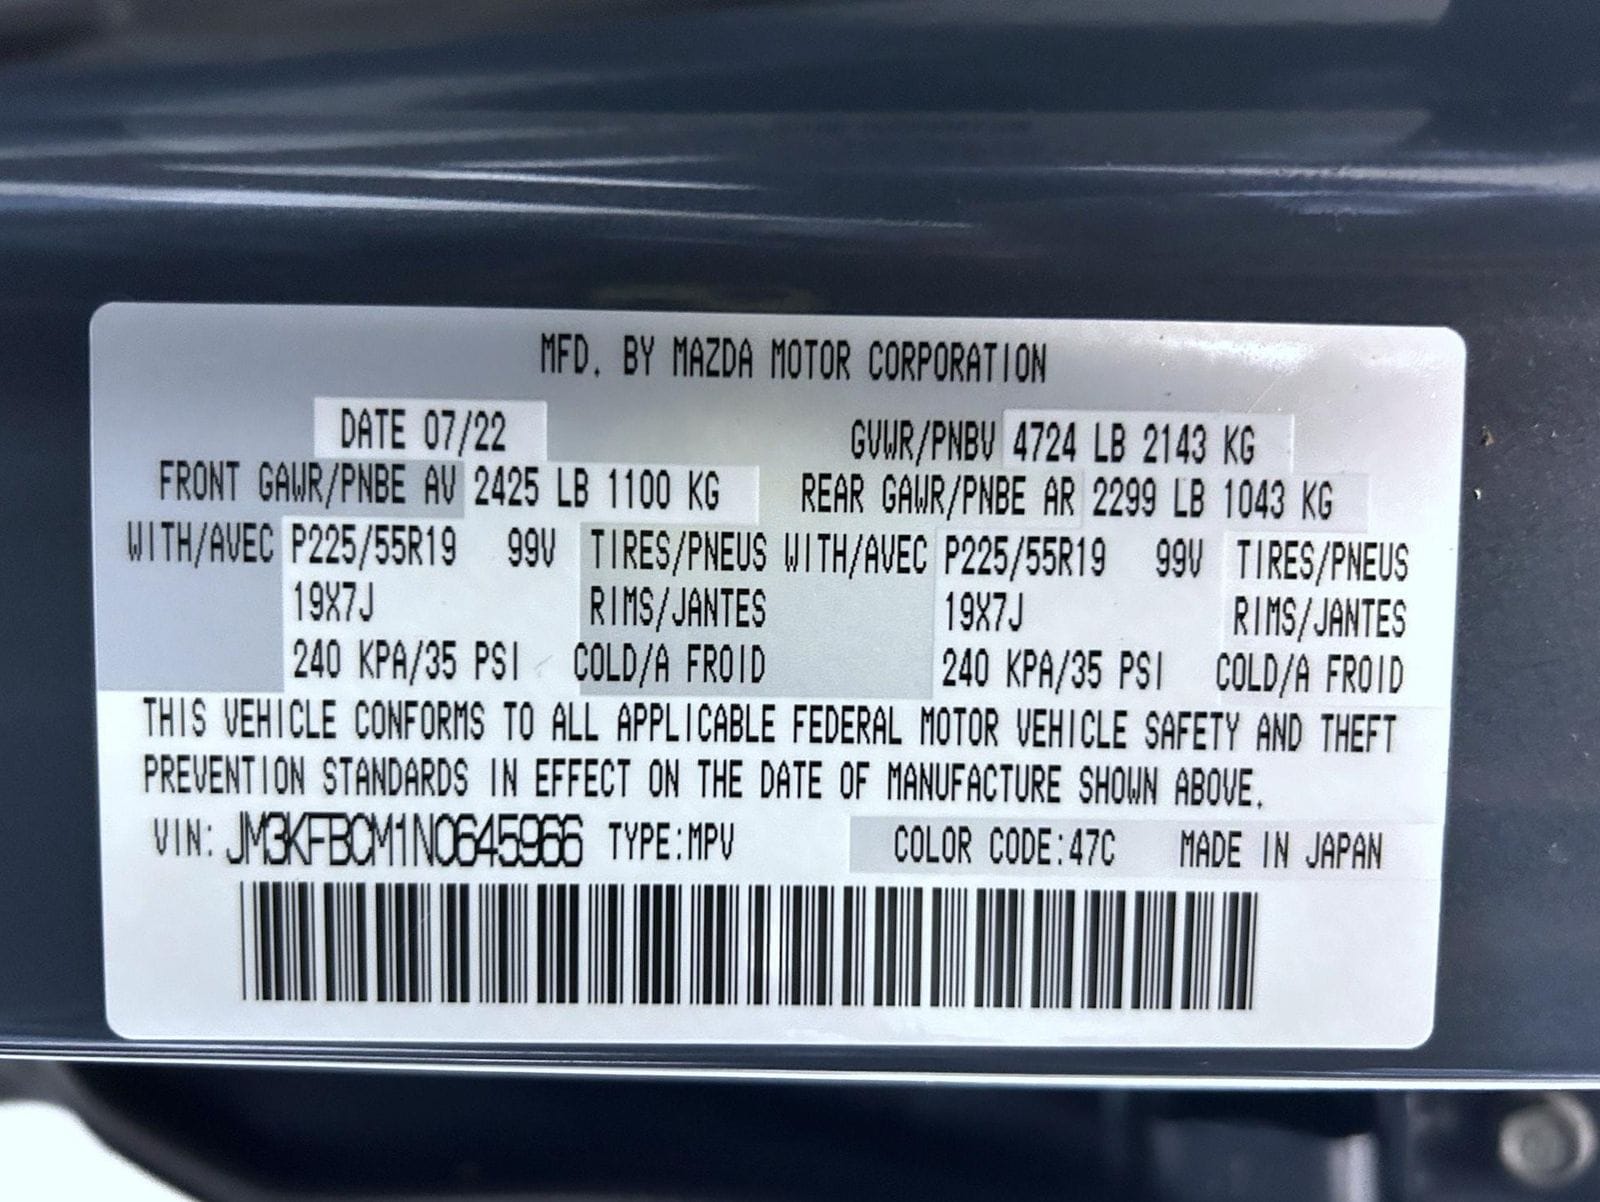 MFD. BY MAZDA MOTOR CORPORATION
DATE 07/22 GVWR/PNBV 4724 LB 2143 KG
FRONT GAWR/PNBE AV 2425 LB 1100 KG REAR GAWR/PNBE AR 2299 LB 1043 KG
WITH/AVEC P225/55R19 99V TIRES/PNEUS WITH/AVEC P225/55R19 99V TIRES/PNEUS
19X7J RIMS/JANTES 19X7J RIMS/JANTES
240 KPA/35 PSI COLD/A FROID 240 KPA/35 PSI COLD/A FROID
THIS VEHICLE CONFORMS TO ALL APPLICABLE FEDERAL MOTOR VEHICLE SAFETY AND THEFT
PREVENTION STANDARDS IN EFFECT ON THE DATE OF MANUFACTURE SHOWN ABOVE.
VIN: JM3KFBCM1N0645966 TYPE:MPV COLOR CODE:47C MADE IN JAPAN